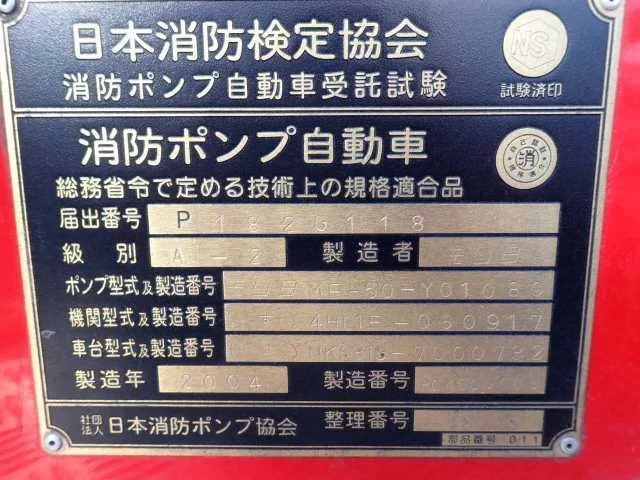 日本消防検定協会
NS
消防ポンプ自動車受託試験
試験済印
消防ポンプ自動車
消
総務省令で定める技術上の規格適合品
届出番号 P
級別 A-2 製造者
ポンプ型式及製造番号 ME-50-Y01080
機関型式及製造番号 4HL1E-030917
車台型式及製造番号
製造年 2004 製造番号
社団法人 日本消防ポンプ協会 整理番号
部品番号 011